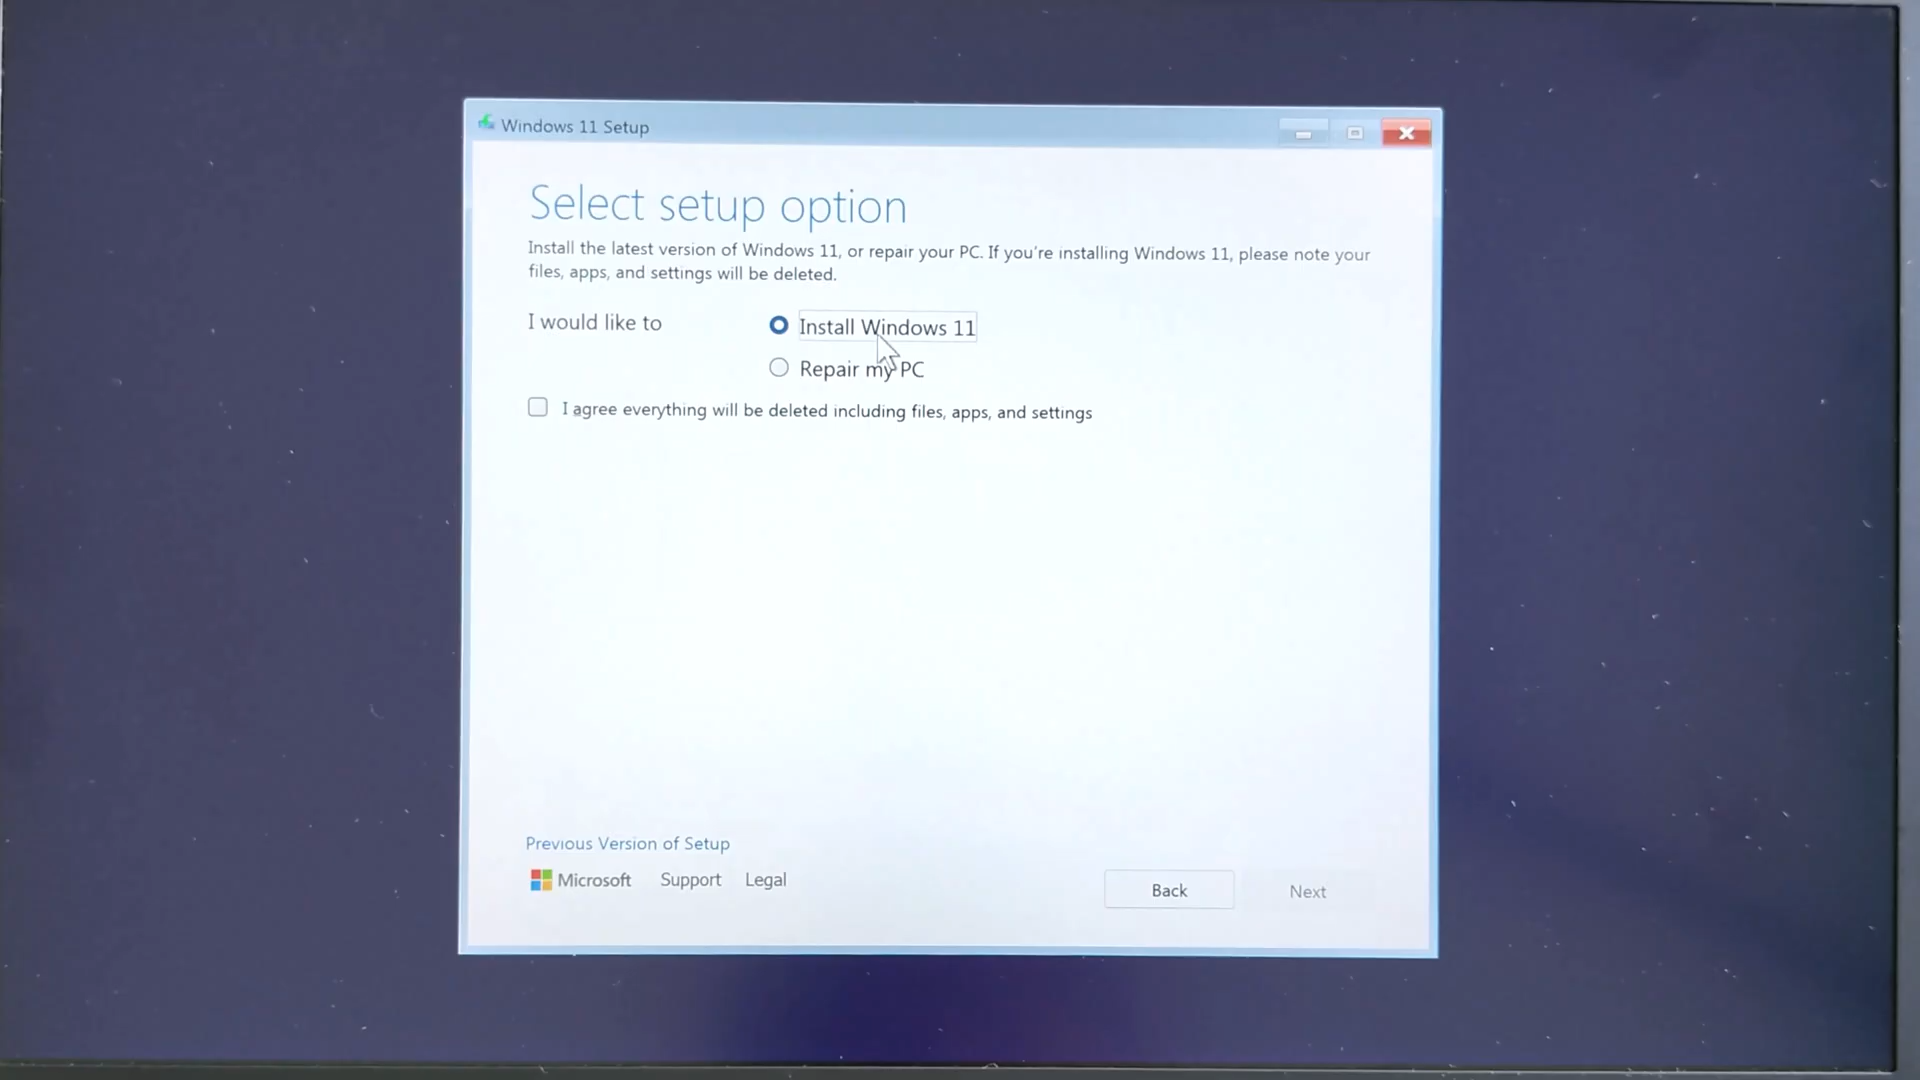 Windows 11 Setup
Select setup option
Install the latest version of Windows 11, or repair your PC. If you're installing Windows 11, please note your
files, apps, and settings will be deleted.
I would like to
Install Windows 11
Repair my PC
I agree everything will be deleted including files, apps, and settings
Previous Version of Setup
Microsoft Support Legal
Back Next